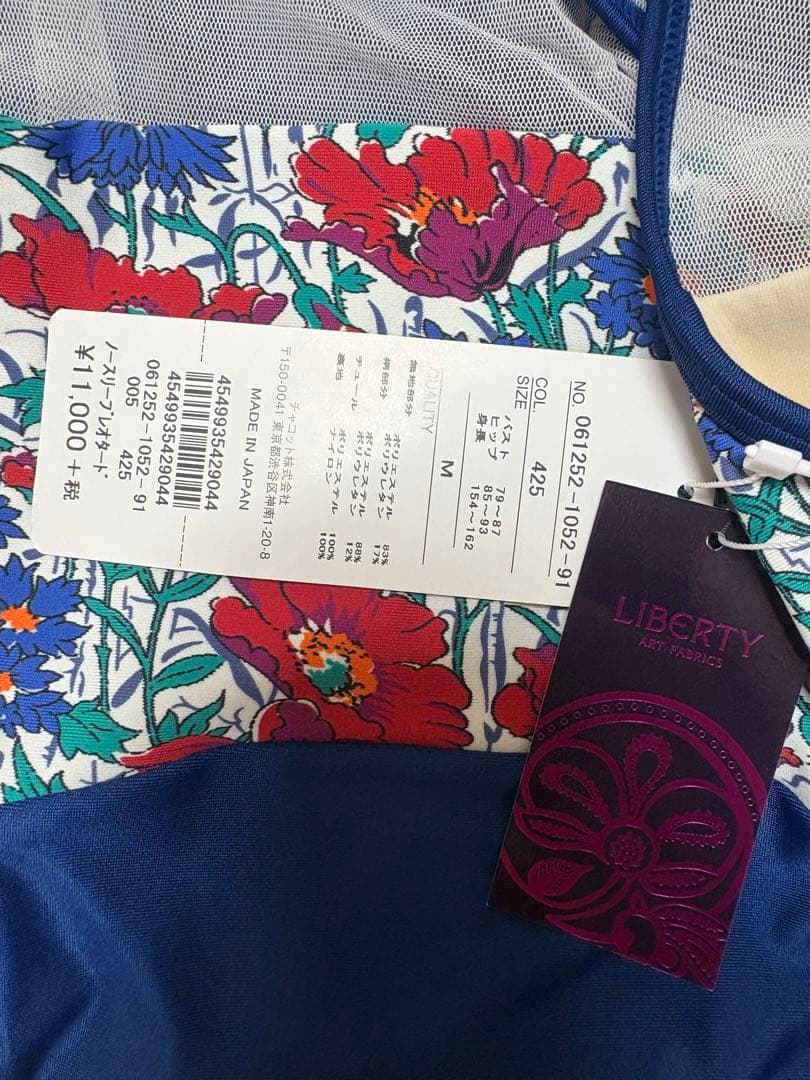 NO. 061252-1052-91
COL. 425
SIZE
バスト 79～87
ヒップ 85～93
身長 154～162
M
QUALITY
無地部分 ポリエステル 83%
ポリウレタン 17%
柄部分 ポリエステル 88%
ポリウレタン 12%
チュール ポリエステル 100%
裏地 ナイロン 100%
チャコット株式会社
〒150-0041 東京都渋谷区神南1-20-8
MADE IN JAPAN
4549935429044
4549935429044
061252-1052-91
005 425
ノースリーブレオタード
¥11,000+税
LIBERTY
ART FABRICS